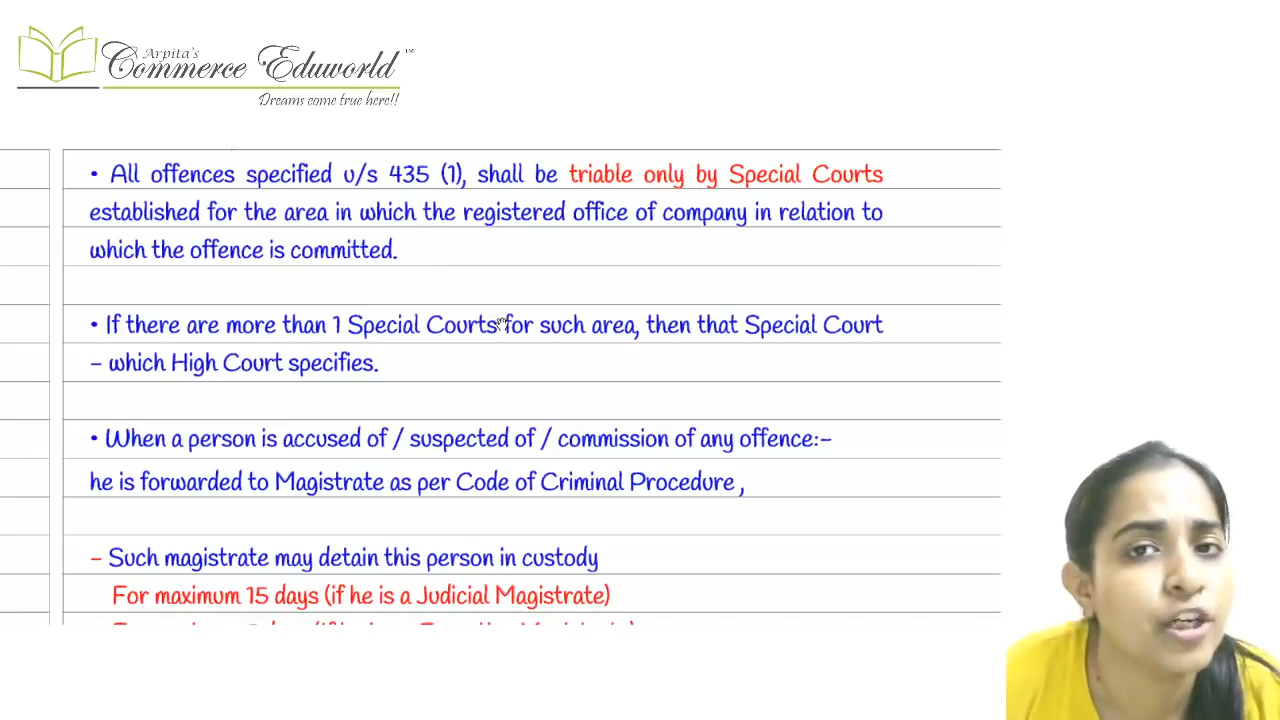 Arpita's
Commerce Eduworld™
Dreams come true here!!
• All offences specified u/s 435 (1), shall be triable only by Special Courts
established for the area in which the registered office of company in relation to
which the offence is committed.
• If there are more than 1 Special Courts for such area, then that Special Court
- which High Court specifies.
• When a person is accused of / suspected of / commission of any offence:-
he is forwarded to Magistrate as per Code of Criminal Procedure ,
- Such magistrate may detain this person in custody
For maximum 15 days (if he is a Judicial Magistrate)